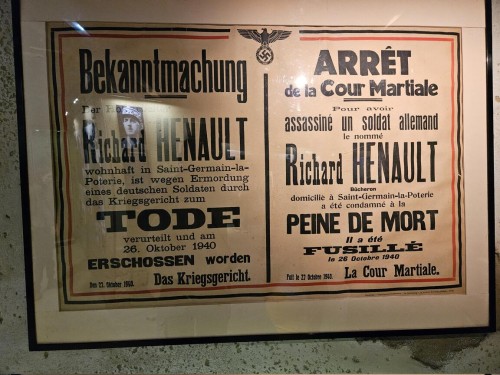 Bekanntmachung
Der
Richard HENAULT
wohnhaft in Saint-Germain-la-
Poterie, ist wegen Ermordung
eines deutschen Soldaten durch
das Kriegsgericht zum
TODE
verurteilt und am
26. Oktober 1940
ERSCHOSSEN worden
Das Kriegsgericht.
ARRÊT
de la Cour Martiale
Pour avoir
assassiné un soldat allemand
le nommé
Richard HENAULT
Bûcheron
domicilé à Saint-Germain-la-Poterie
a été condamné à la
PEINE DE MORT
Il a été
FUSILLÉ
le 26 Octobre 1940
La Cour Martiale.